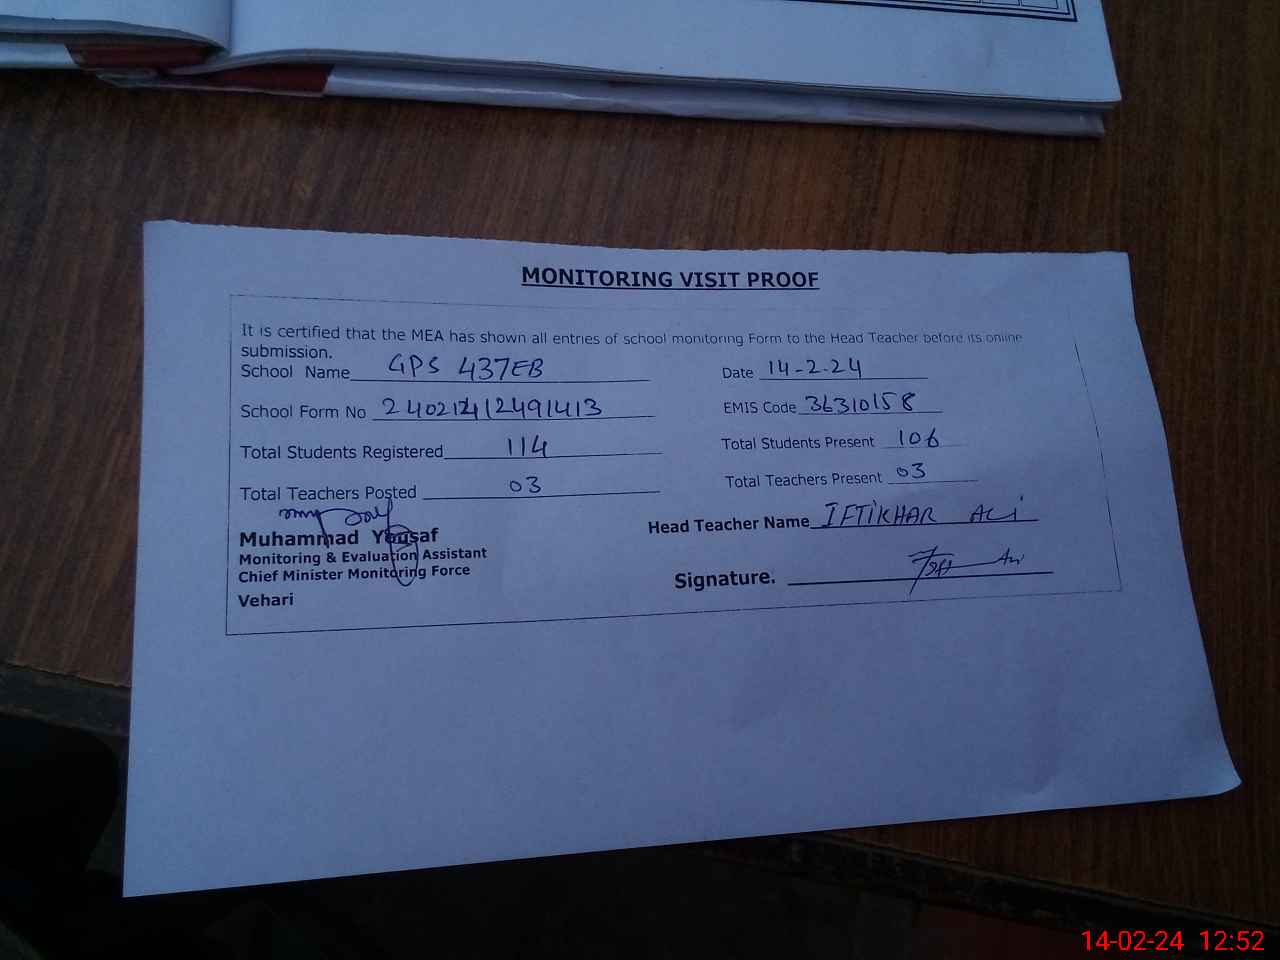 MONITORING VISIT PROOF
It is certified that the MEA has shown all entries of school monitoring Form to the Head Teacher before its online
submission.
School Name GPS 437EB Date 14-2-24
School Form No EMIS Code 36310158
Total Students Registered 114 Total Students Present 106
Total Teachers Posted 03 Total Teachers Present 03
Muhammad Yousaf Head Teacher Name IFTIKHAR ALI
Monitoring & Evaluation Assistant
Chief Minister Monitoring Force Signature.
Vehari
14-02-24 12:52